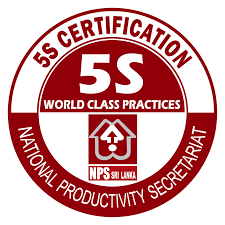 5S CERTIFICATION
5S
WORLD CLASS PRACTICES
NPS SRI LANKA
NATIONAL PRODUCTIVITY SECRETARIAT